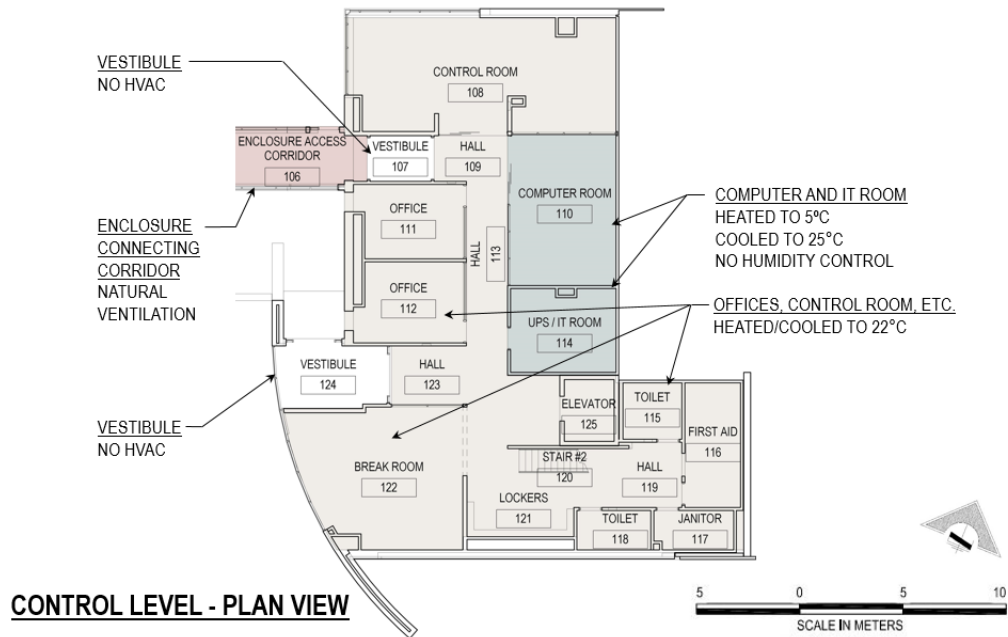 VESTIBULE
NO HVAC
CONTROL ROOM
108
ENCLOSURE ACCESS
CORRIDOR
106
VESTIBULE
107
HALL
109
COMPUTER ROOM
110
OFFICE
111
HALL
113
COMPUTER AND IT ROOM
HEATED TO 5ºC
COOLED TO 25°C
NO HUMIDITY CONTROL
ENCLOSURE
CONNECTING
CORRIDOR
NATURAL
VENTILATION
OFFICE
112
OFFICES, CONTROL ROOM, ETC.
HEATED/COOLED TO 22°C
UPS / IT ROOM
114
VESTIBULE
124
HALL
123
VESTIBULE
NO HVAC
ELEVATOR
125
TOILET
115
FIRST AID
116
BREAK ROOM
122
STAIR #2
120
HALL
119
LOCKERS
121
TOILET
118
JANITOR
117
CONTROL LEVEL - PLAN VIEW
5 0 5 10
SCALE IN METERS